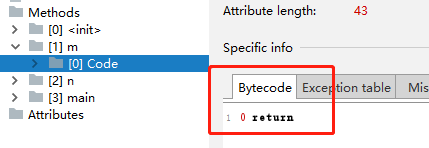 Methods
[0] <init>
[1] m
[0] Code
[2] n
[3] main
Attributes
Attribute length: 43
Specific info
Bytecode Exception table Mis
1 0 return